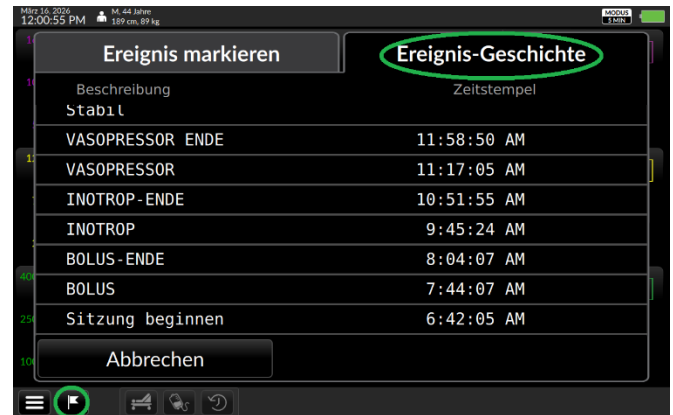 März 16, 2026
12:00:55 PM
M, 44 Jahre
189 cm, 89 kg
MODUS
5 MIN
Ereignis markieren
Ereignis-Geschichte
Beschreibung Zeitstempel
Stabil
VASOPRESSOR ENDE 11:58:50 AM
VASOPRESSOR 11:17:05 AM
INOTROP-ENDE 10:51:55 AM
INOTROP 9:45:24 AM
BOLUS-ENDE 8:04:07 AM
BOLUS 7:44:07 AM
Sitzung beginnen 6:42:05 AM
Abbrechen